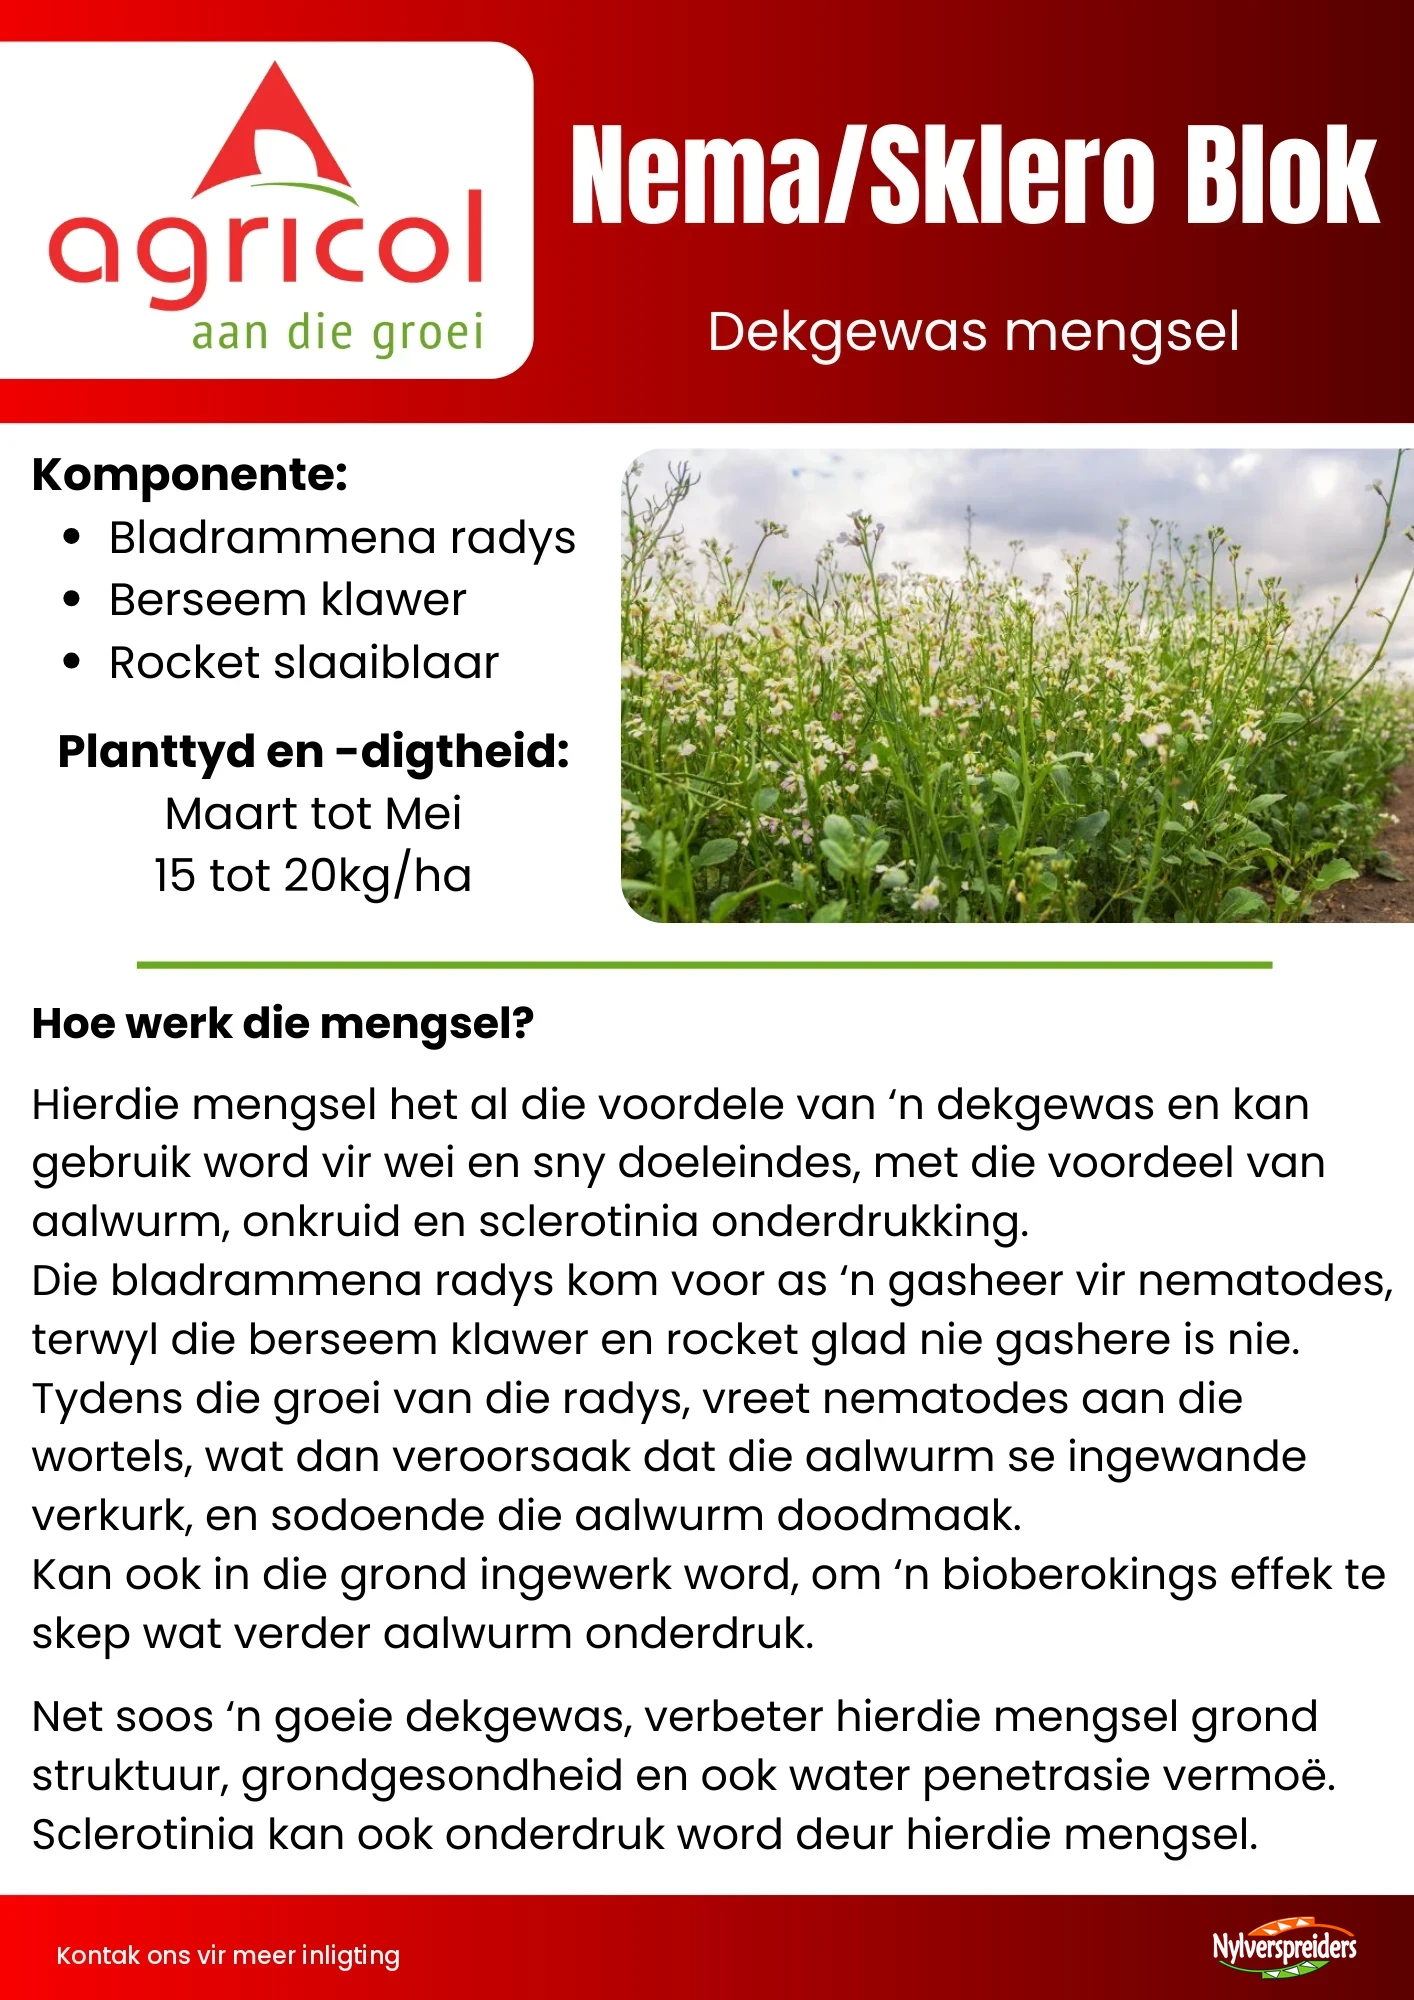 agricol
aan die groei
Nema/Sklero Blok
Dekgewas mengsel
Komponente:
• Bladrammena radys
• Berseem klawer
• Rocket slaaiblaar
Planttyd en -digtheid:
Maart tot Mei
15 tot 20kg/ha
Hoe werk die mengsel?
Hierdie mengsel het al die voordele van ‘n dekgewas en kan
gebruik word vir wei en sny doeleindes, met die voordeel van
aalwurm, onkruid en sclerotinia onderdrukking.
Die bladrammena radys kom voor as ‘n gasheer vir nematodes,
terwyl die berseem klawer en rocket glad nie gashere is nie.
Tydens die groei van die radys, vreet nematodes aan die
wortels, wat dan veroorsaak dat die aalwurm se ingewande
verkurk, en sodoende die aalwurm doodmaak.
Kan ook in die grond ingewerk word, om ‘n bioberokings effek te
skep wat verder aalwurm onderdruk.
Net soos ‘n goeie dekgewas, verbeter hierdie mengsel grond
struktuur, grondgesondheid en ook water penetrasie vermoë.
Sclerotinia kan ook onderdruk word deur hierdie mengsel.
Kontak ons vir meer inligting
Nylverspreiders